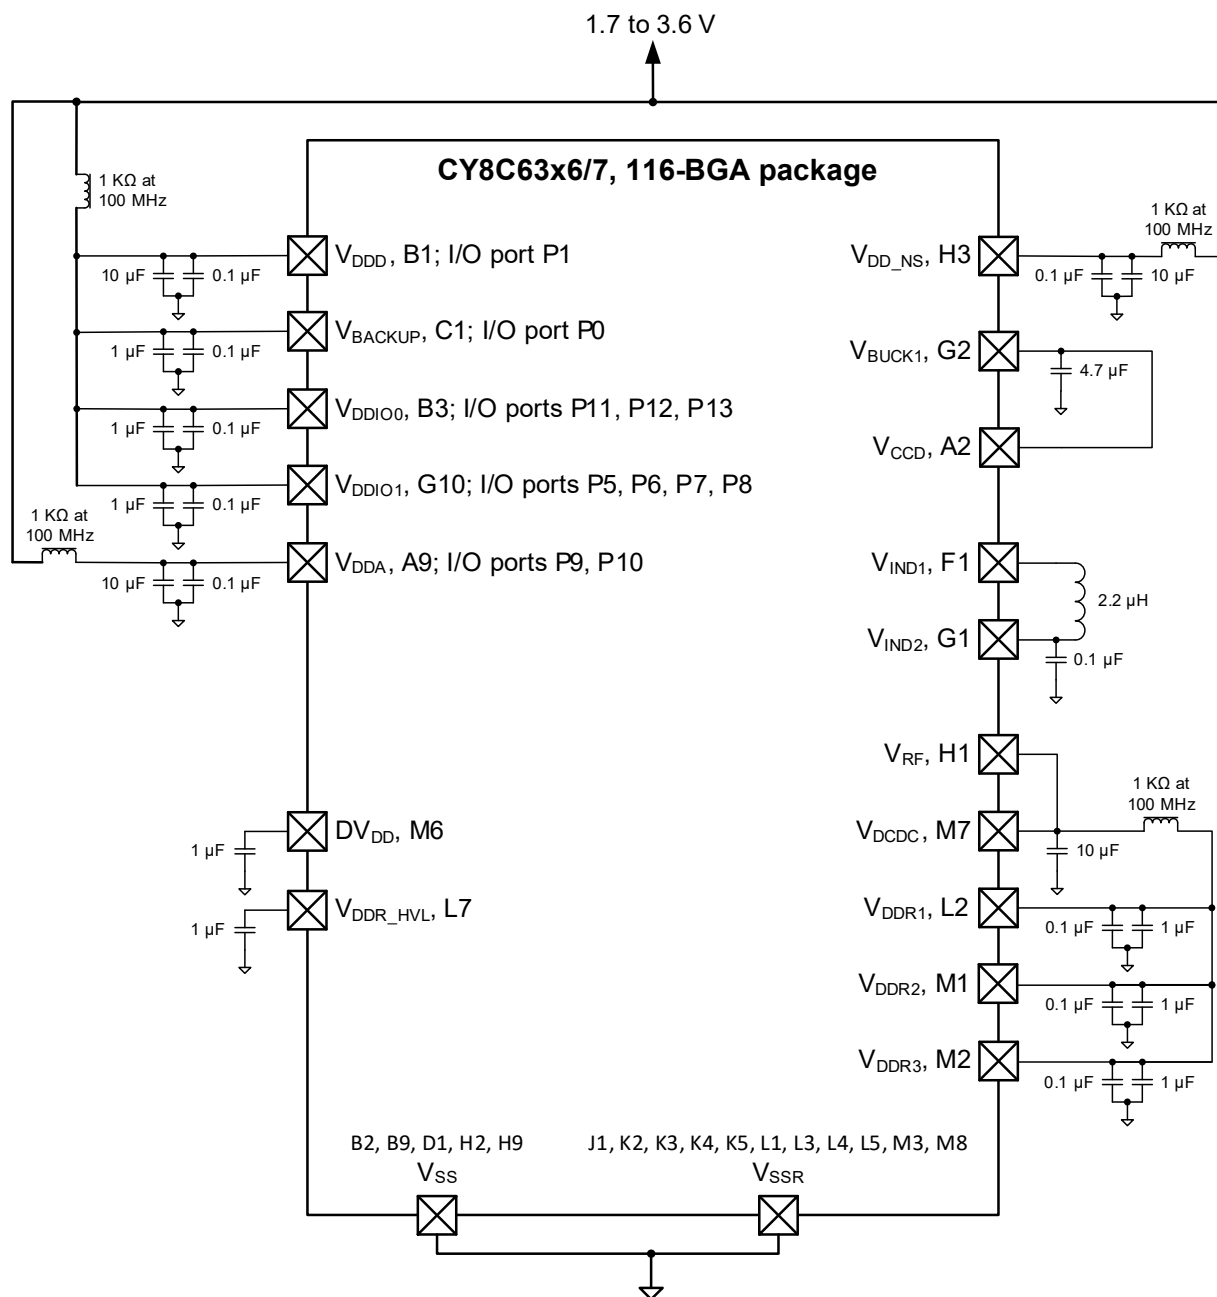 1.7 to 3.6 V
CY8C63x6/7, 116-BGA package
1 KΩ at
100 MHz
VDDD, B1; I/O port P1
10 µF
0.1 µF
VBACKUP, C1; I/O port P0
1 µF
0.1 µF
VDDIO0, B3; I/O ports P11, P12, P13
1 µF
0.1 µF
VDDIO1, G10; I/O ports P5, P6, P7, P8
1 µF
0.1 µF
1 KΩ at
100 MHz
VDDA, A9; I/O ports P9, P10
10 µF
0.1 µF
DVDD, M6
1 µF
VDDR_HVL, L7
1 µF
1 KΩ at
100 MHz
VDD_NS, H3
0.1 µF
10 µF
VBUCK1, G2
4.7 µF
VCCD, A2
VIND1, F1
2.2 µH
VIND2, G1
0.1 µF
VRF, H1
1 KΩ at
100 MHz
VDCDC, M7
10 µF
VDDR1, L2
0.1 µF
1 µF
VDDR2, M1
0.1 µF
1 µF
VDDR3, M2
0.1 µF
1 µF
B2, B9, D1, H2, H9
VSS
J1, K2, K3, K4, K5, L1, L3, L4, L5, M3, M8
VSSR